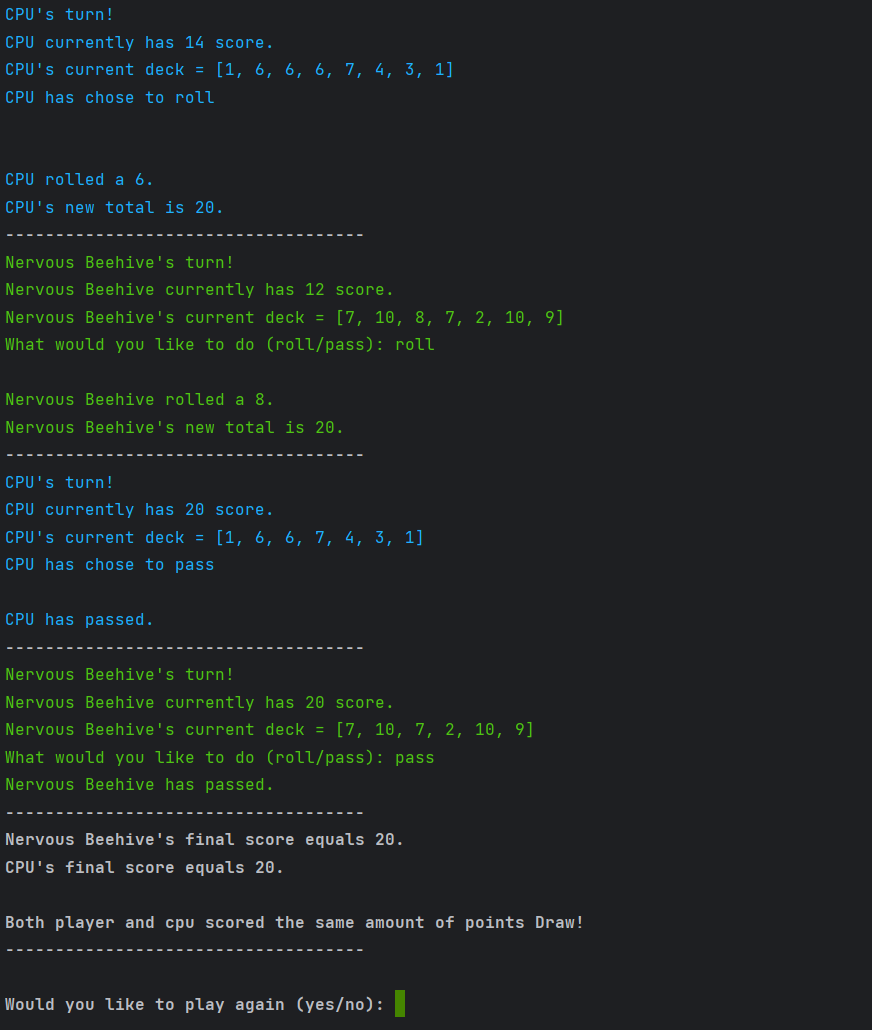 CPU's turn!
CPU currently has 14 score.
CPU's current deck = [1, 6, 6, 6, 7, 4, 3, 1]
CPU has chose to roll
CPU rolled a 6.
CPU's new total is 20.
------------------------------------
Nervous Beehive's turn!
Nervous Beehive currently has 12 score.
Nervous Beehive's current deck = [7, 10, 8, 7, 2, 10, 9]
What would you like to do (roll/pass): roll
Nervous Beehive rolled a 8.
Nervous Beehive's new total is 20.
------------------------------------
CPU's turn!
CPU currently has 20 score.
CPU's current deck = [1, 6, 6, 7, 4, 3, 1]
CPU has chose to pass
CPU has passed.
------------------------------------
Nervous Beehive's turn!
Nervous Beehive currently has 20 score.
Nervous Beehive's current deck = [7, 10, 7, 2, 10, 9]
What would you like to do (roll/pass): pass
Nervous Beehive has passed.
------------------------------------
Nervous Beehive's final score equals 20.
CPU's final score equals 20.
Both player and cpu scored the same amount of points Draw!
------------------------------------
Would you like to play again (yes/no):